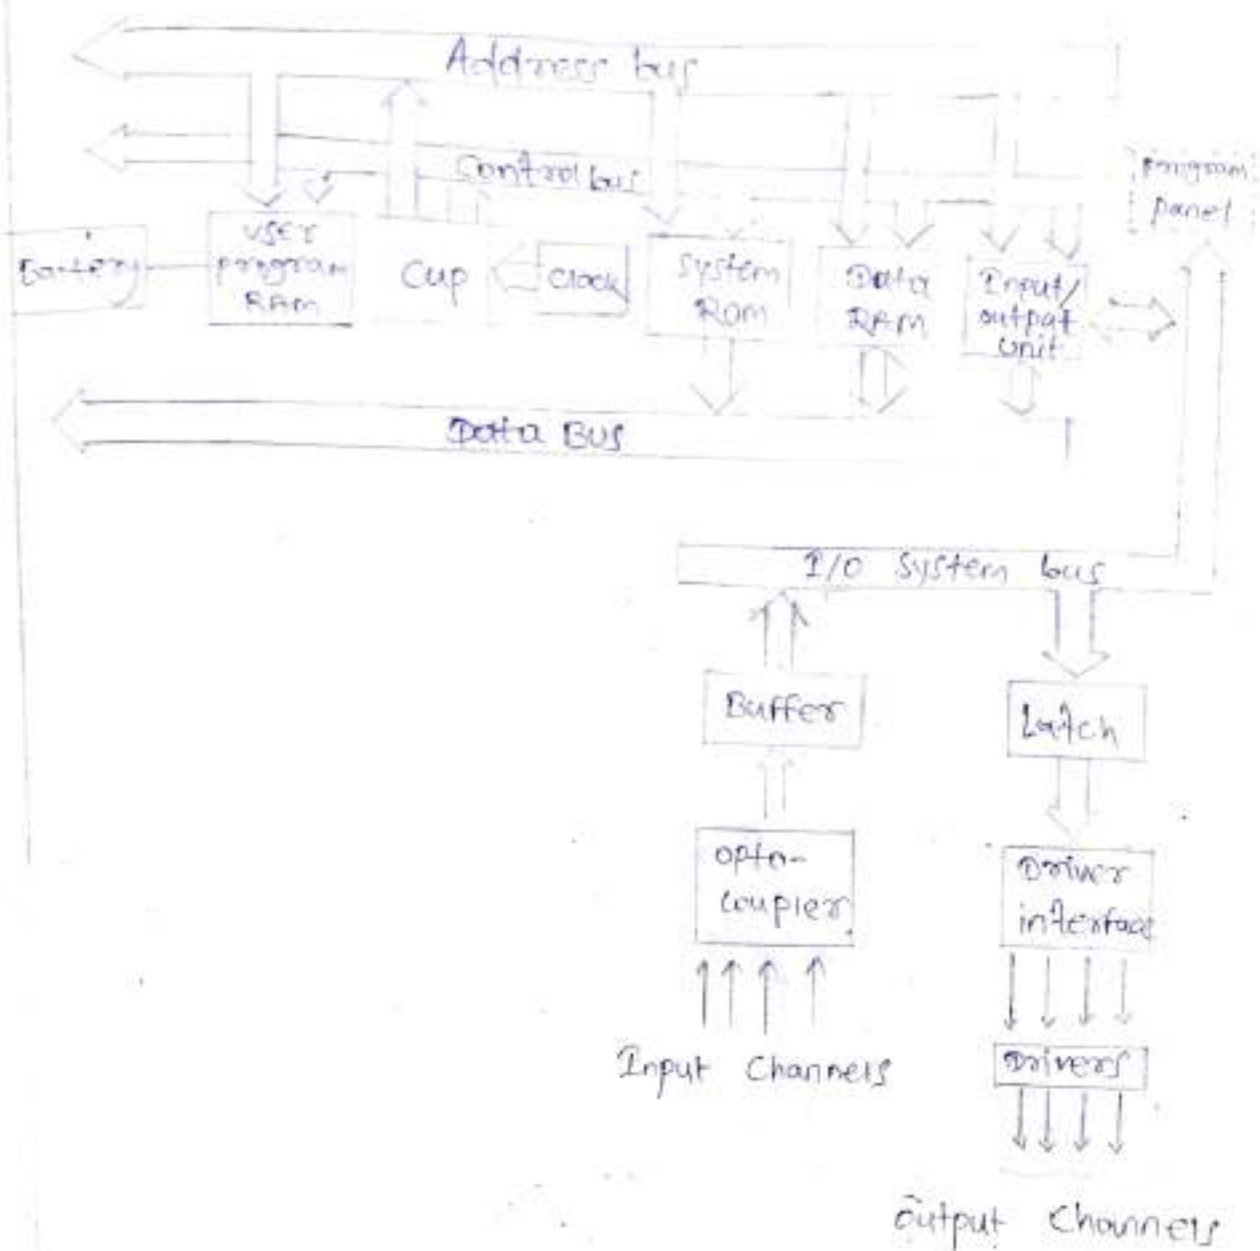 Address bus
Control bus
program
panel
Battery
user
program
RAM
Cup
Clock
System
ROM
Data
RAM
Input/
output
unit
Data Bus
I/O System bus
Buffer
Latch
opto-
coupler
Driver
interface
Input Channels
Drivers
output Channels